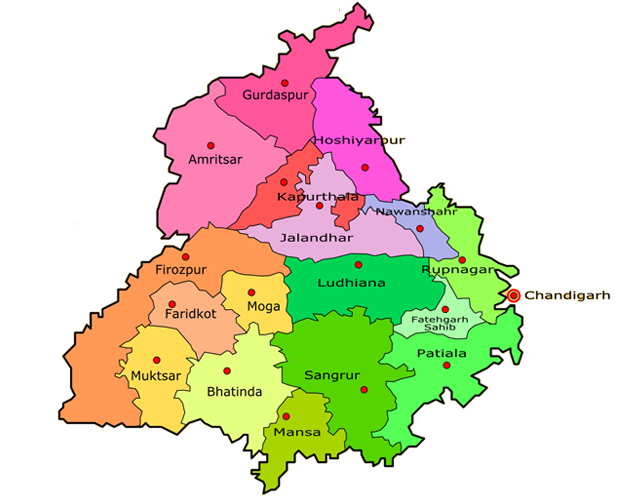 Gurdaspur
Hoshiyarpur
Amritsar
Kapurthala
Nawanshahr
Jalandhar
Firozpur
Rupnagar
Ludhiana
Chandigarh
Moga
Faridkot
Fatehgarh
Sahib
Patiala
Muktsar
Sangrur
Bhatinda
Mansa